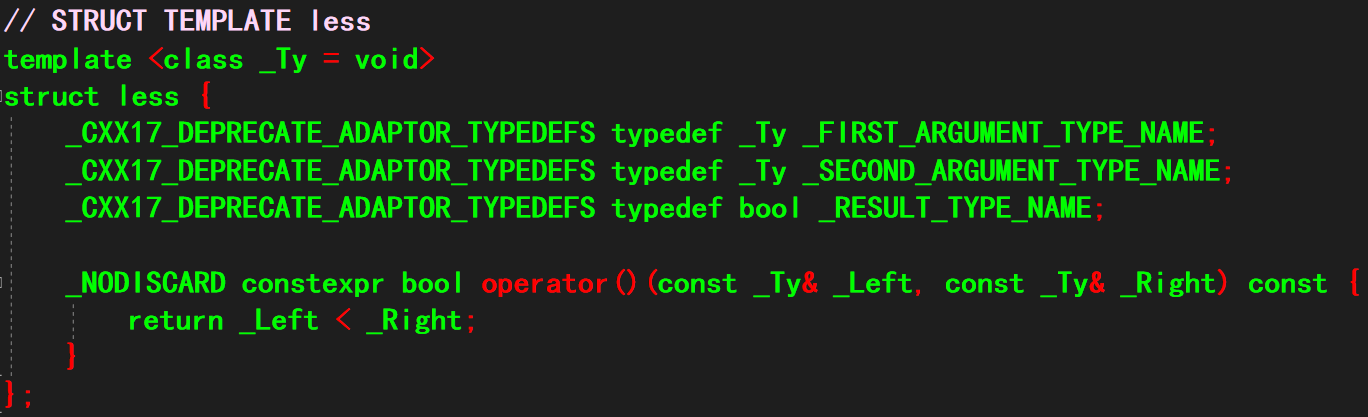 // STRUCT TEMPLATE less
template <class _Ty = void>
struct less {
    _CXX17_DEPRECATE_ADAPTOR_TYPEDEFS typedef _Ty _FIRST_ARGUMENT_TYPE_NAME;
    _CXX17_DEPRECATE_ADAPTOR_TYPEDEFS typedef _Ty _SECOND_ARGUMENT_TYPE_NAME;
    _CXX17_DEPRECATE_ADAPTOR_TYPEDEFS typedef bool _RESULT_TYPE_NAME;

    _NODISCARD constexpr bool operator()(const _Ty& _Left, const _Ty& _Right) const {
        return _Left < _Right;
    }
};